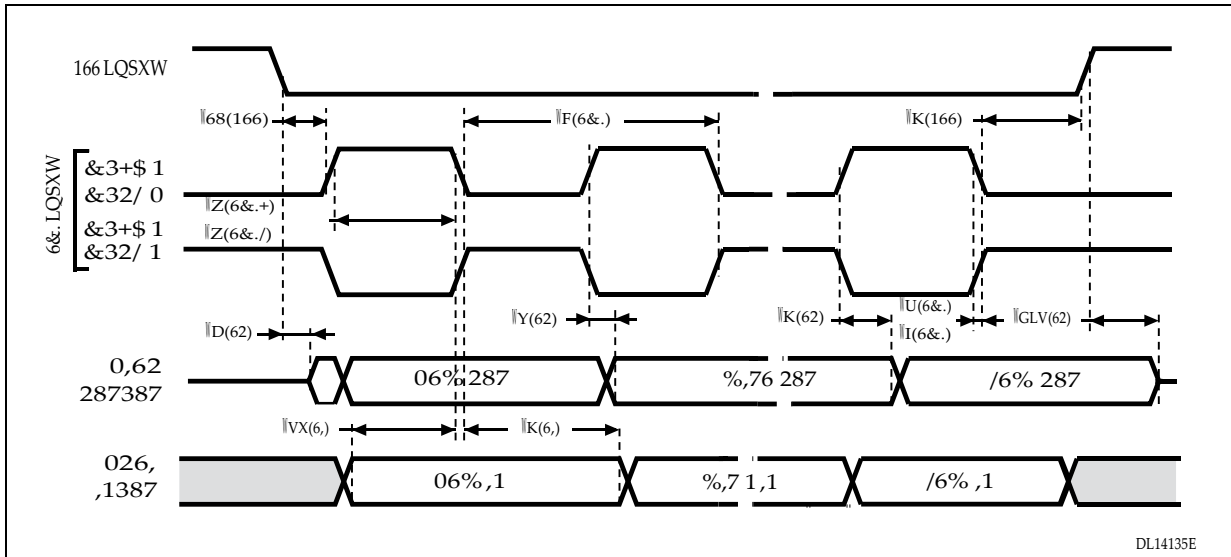 166 LQSXW
\68(166)
\F(6&.)
\K(166)
6&. LQSXW
&3+$ 1
&32/ 0
&3+$ 1
&32/ 1
\Z(6&.+)
\Z(6&./)
\D(62)
\Y(62)
\K(62)
\U(6&.)
\I(6&.)
\GLV(62)
0,62
287387
06% 287
%,76 287
/6% 287
\VX(6,)
\K(6,)
026,
,1387
06% ,1
%,7 1 ,1
/6% ,1
DL14135E